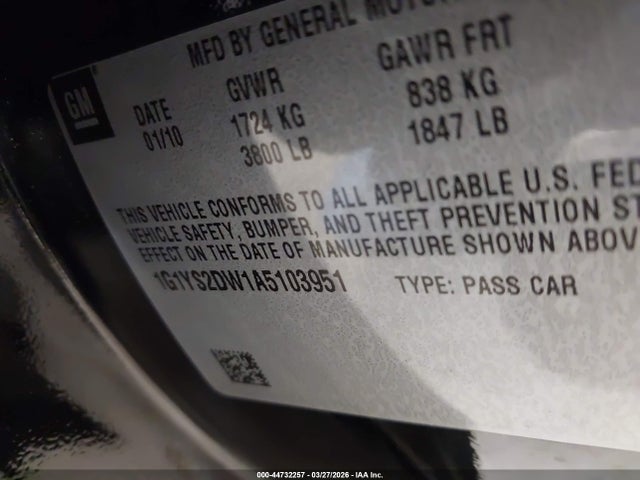 MFD BY GENERAL MOTOR
GM
DATE
01/10
GVWR
1724 KG
3800 LB
GAWR FRT
838 KG
1847 LB
THIS VEHICLE CONFORMS TO ALL APPLICABLE U.S. FED
VEHICLE SAFETY, BUMPER, AND THEFT PREVENTION ST
EFFECT ON THE DATE OF MANUFACTURE SHOWN ABOV
1G1YS2DW1A5103951 TYPE: PASS CAR
000-44732257 - 03/27/2026 - IAA Inc.